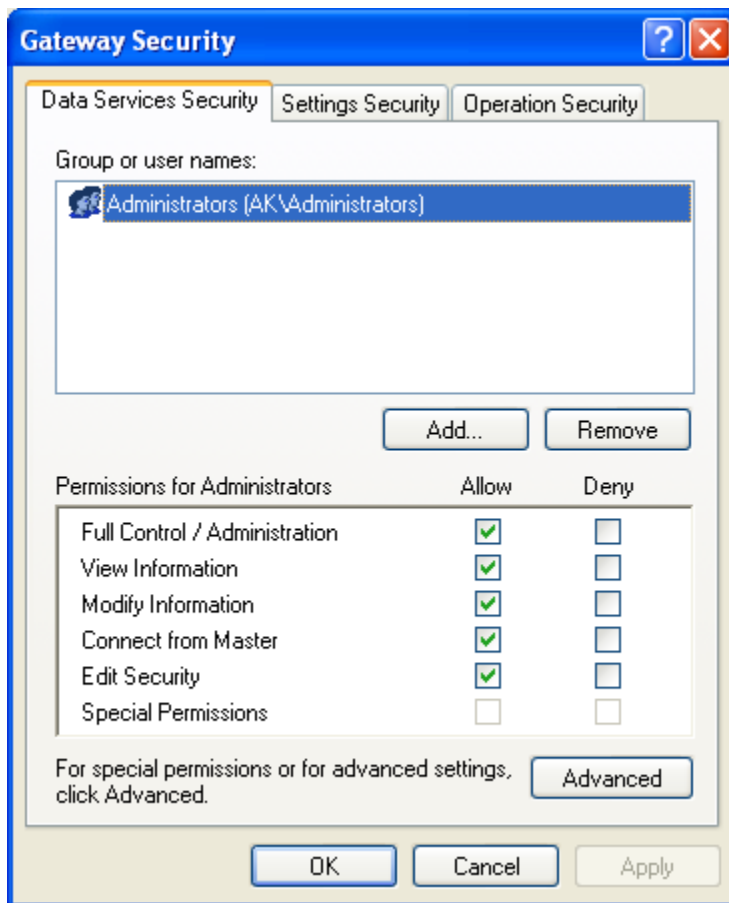 Gateway Security
Data Services Security Settings Security Operation Security
Group or user names:
Administrators (AK\Administrators)
Add... Remove
Permissions for Administrators Allow Deny
Full Control / Administration
View Information
Modify Information
Connect from Master
Edit Security
Special Permissions
For special permissions or for advanced settings,
click Advanced.
Advanced
OK Cancel Apply